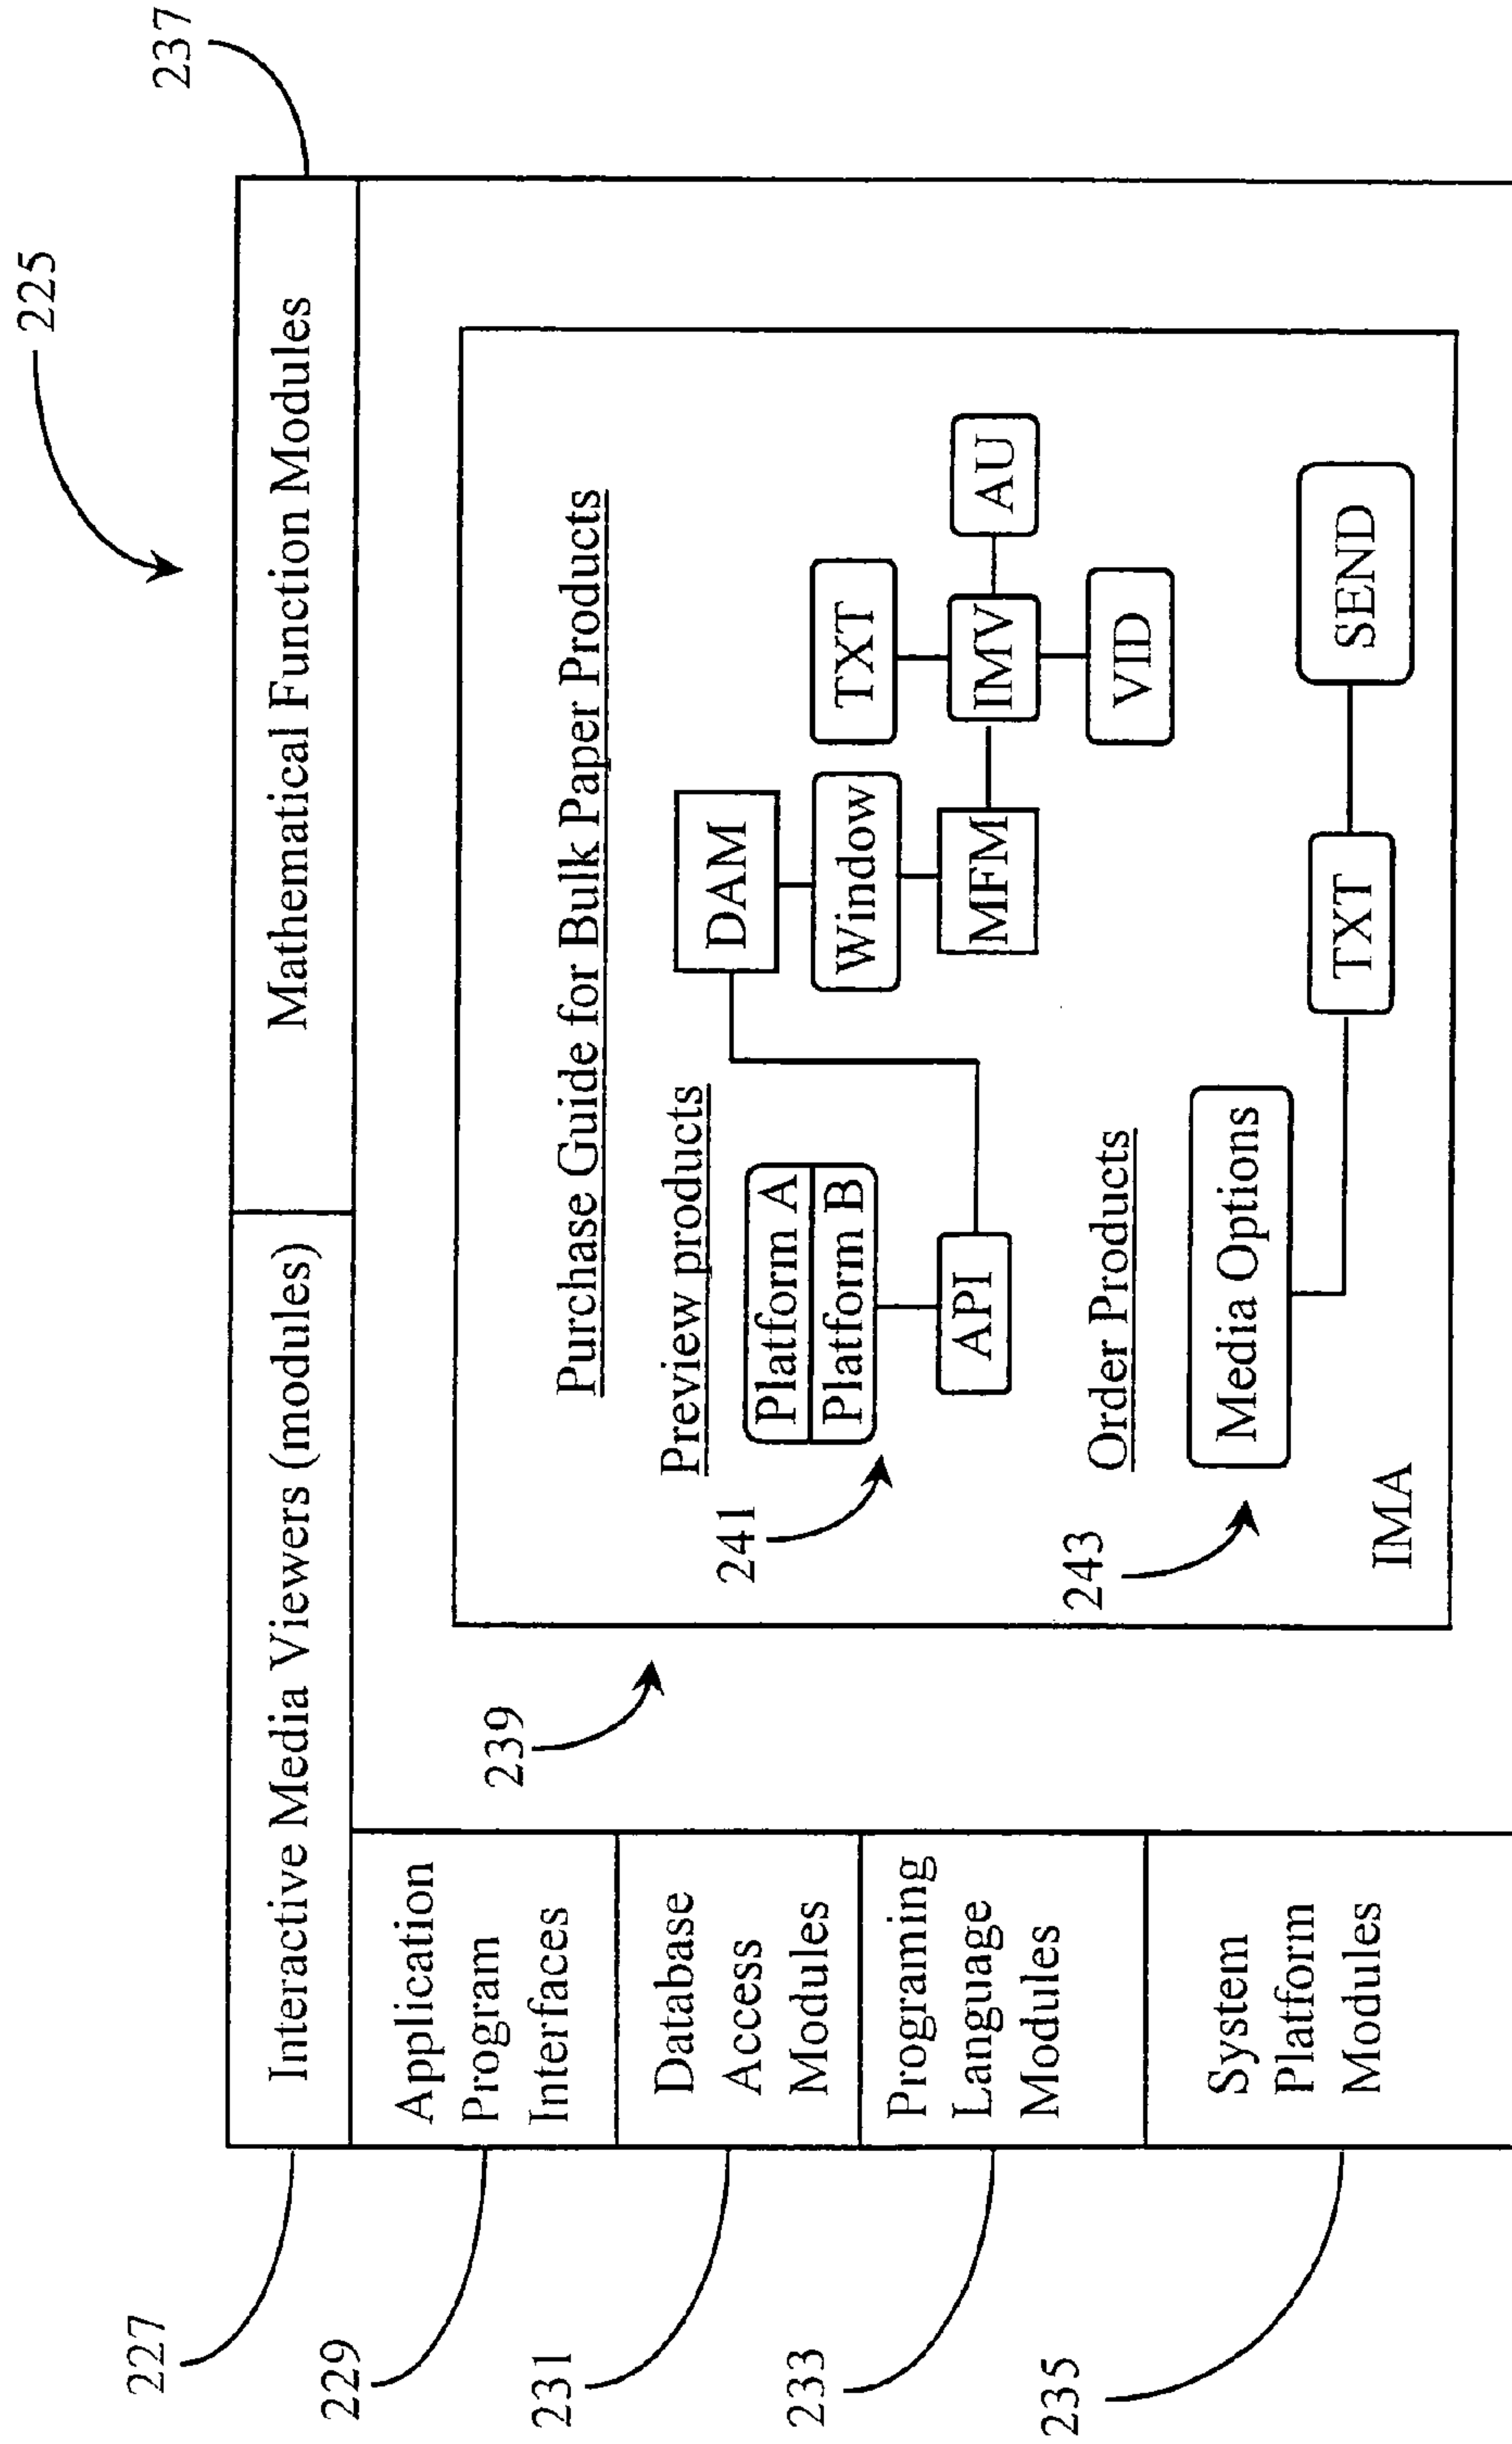 225
237
227
Interactive Media Viewers (modules)
Mathematical Function Modules
229
Application
Program
Interfaces
231
Database
Access
Modules
233
Programing
Language
Modules
235
System
Platform
Modules
239
Purchase Guide for Bulk Paper Products
Preview products
241
Platform A
Platform B
API
DAM
Window
MFM
TXT
IMV
AU
VID
Order Products
243
Media Options
TXT
SEND
IMA